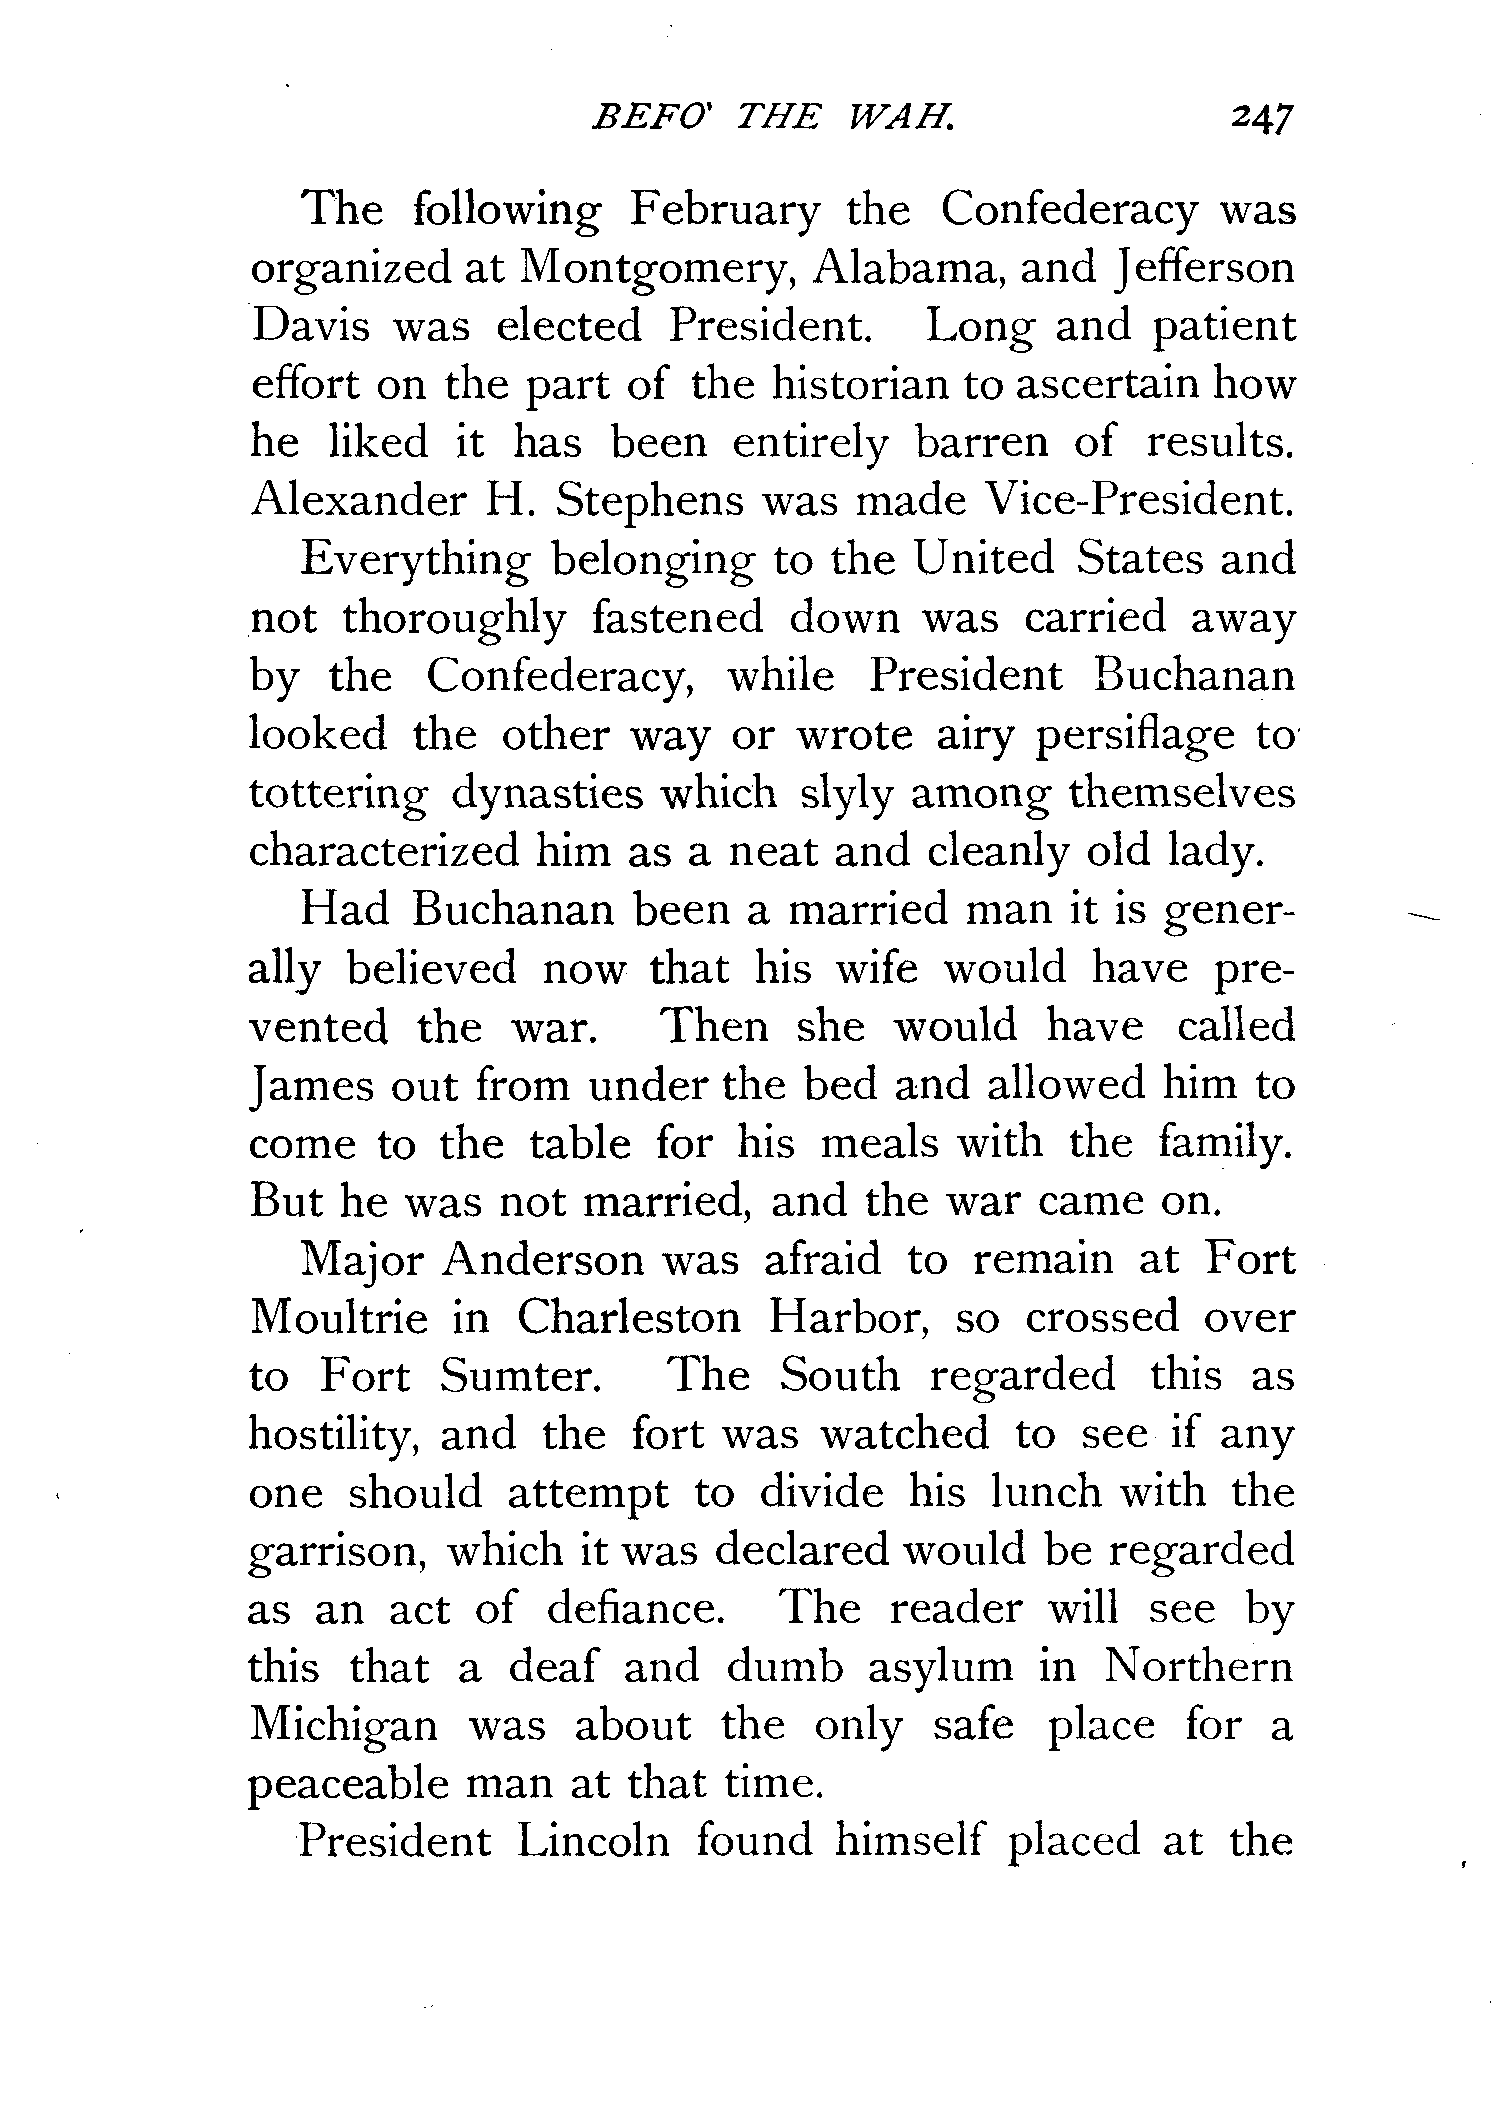 BEFO' THE WAH. 247
The following February the Confederacy was
organized at Montgomery, Alabama, and Jefferson
Davis was elected President. Long and patient
effort on the part of the historian to ascertain how
he liked it has been entirely barren of results.
Alexander H. Stephens was made Vice-President.
Everything belonging to the United States and
not thoroughly fastened down was carried away
by the Confederacy, while President Buchanan
looked the other way or wrote airy persiflage to
tottering dynasties which slyly among themselves
characterized him as a neat and cleanly old lady.
Had Buchanan been a married man it is gener-
ally believed now that his wife would have pre-
vented the war. Then she would have called
James out from under the bed and allowed him to
come to the table for his meals with the family.
But he was not married, and the war came on.
Major Anderson was afraid to remain at Fort
Moultrie in Charleston Harbor, so crossed over
to Fort Sumter. The South regarded this as
hostility, and the fort was watched to see if any
one should attempt to divide his lunch with the
garrison, which it was declared would be regarded
as an act of defiance. The reader will see by
this that a deaf and dumb asylum in Northern
Michigan was about the only safe place for a
peaceable man at that time.
President Lincoln found himself placed at the